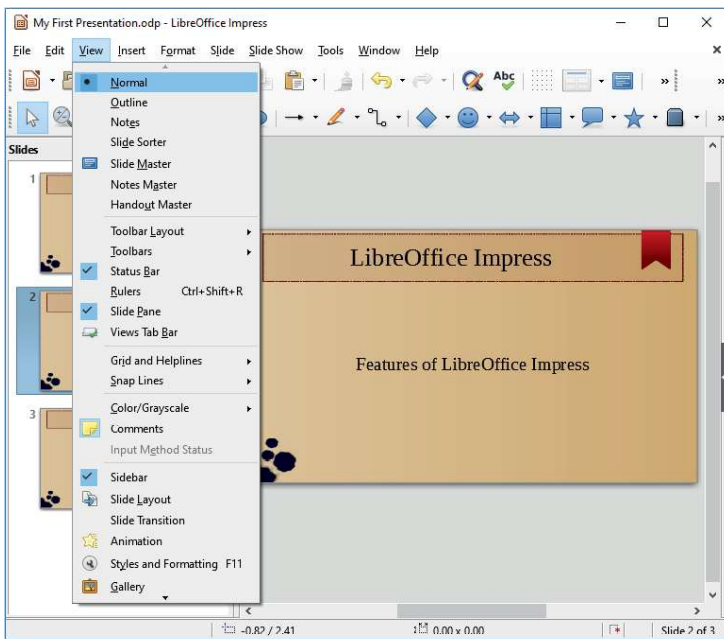 My First Presentation.odp - LibreOffice Impress
File Edit View Insert Format Slide Slide Show Tools Window Help
Abc
Slides
Normal
Outline
Notes
Slide Sorter
Slide Master
Notes Master
Handout Master
Toolbar Layout
Toolbars
Status Bar
Rulers Ctrl+Shift+R
Slide Pane
Views Tab Bar
Grid and Helplines
Snap Lines
Color/Grayscale
Comments
Input Method Status
Sidebar
Slide Layout
Slide Transition
Animation
Styles and Formatting F11
Gallery
1
2
3
LibreOffice Impress
Features of LibreOffice Impress
-0.82 / 2.41 0.00 x 0.00 Slide 2 of 3